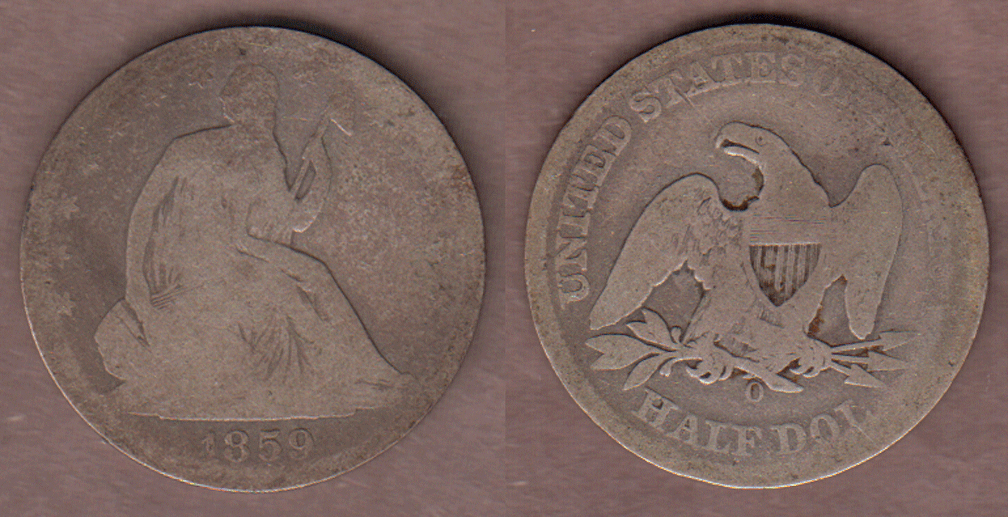 1859
UNITED STATES O
O
HALF DOL